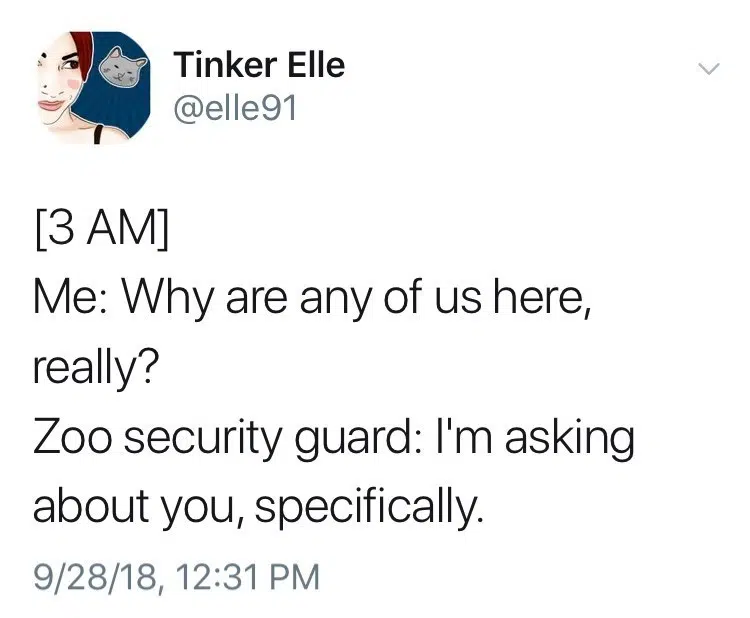 Tinker Elle
@elle91
[3 AM]
Me: Why are any of us here,
really?
Zoo security guard: I'm asking
about you, specifically.
9/28/18, 12:31 PM